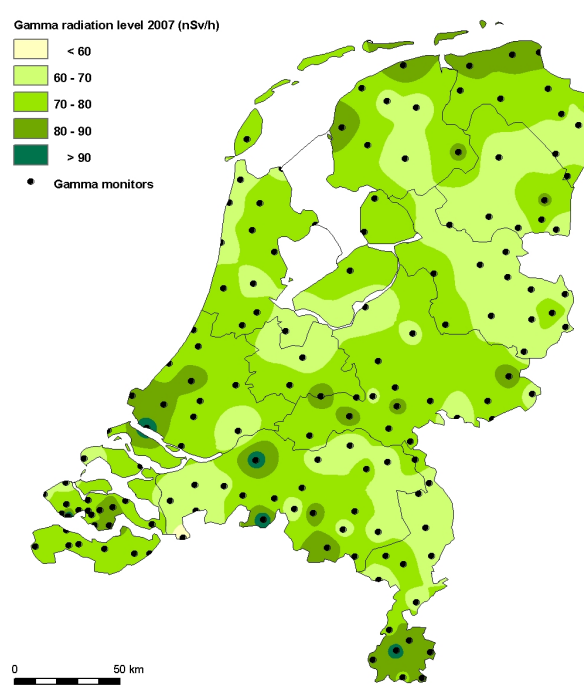 Gamma radiation level 2007 (nSv/h)
< 60
60 - 70
70 - 80
80 - 90
> 90
Gamma monitors
0 50 km